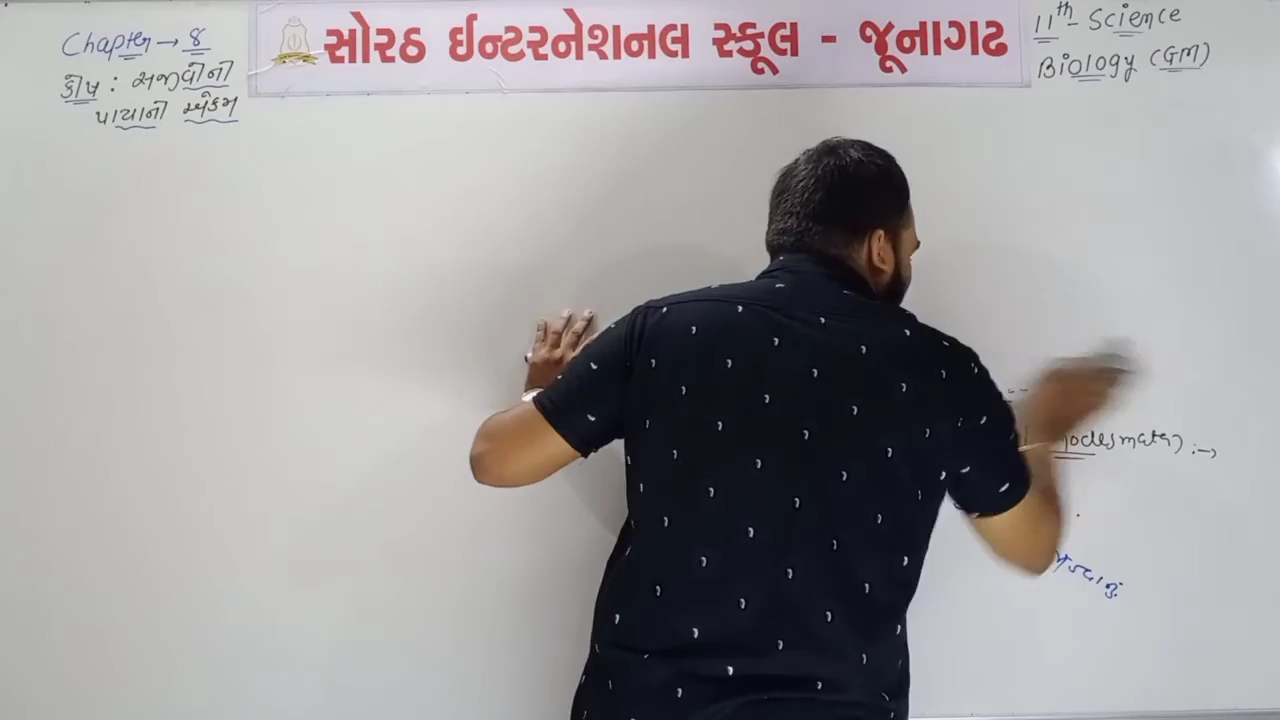 Chapter → 8
કોષ : સજીવોની
પાયાનો એકમ
સોરઠ ઈન્ટરનેશનલ સ્કૂલ - જૂનાગઢ
11th - Science
Biology (GM)
odesmata) :→